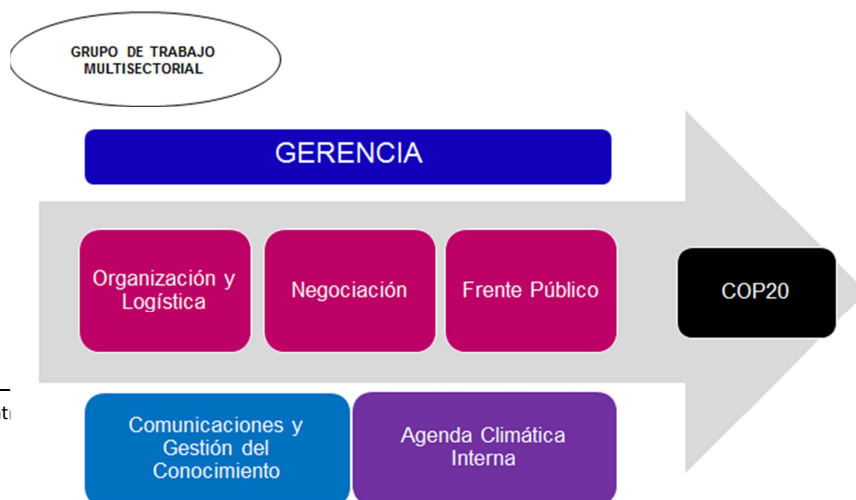 GRUPO DE TRABAJO
MULTISECTORIAL
GERENCIA
Organización y
Logística
Negociación
Frente Público
COP20
Comunicaciones y
Gestión del
Conocimiento
Agenda Climática
Interna